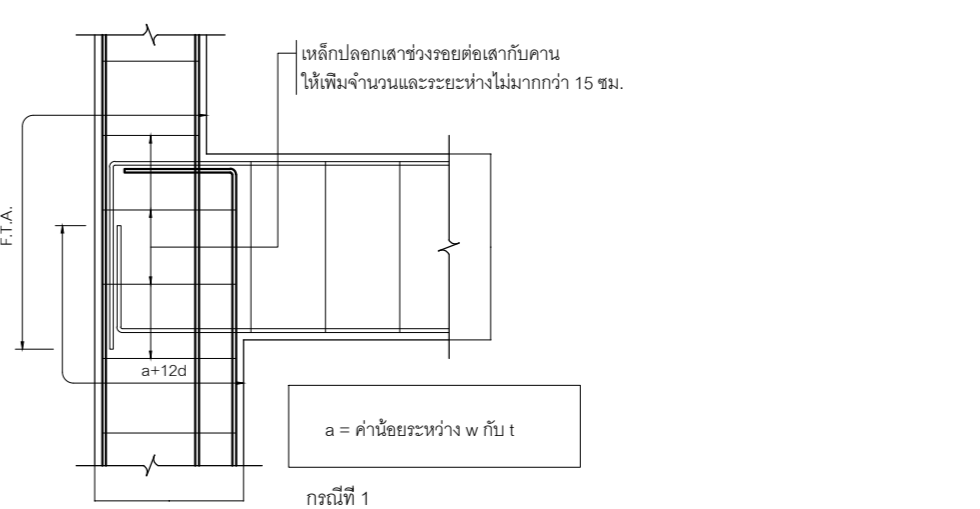 เหล็กปลอกเสาช่วงรอยต่อเสากับคาน
ให้เพิ่มจำนวนและระยะห่างไม่มากกว่า 15 ซม.
F.T.A.
a+12d
a = ค่าน้อยระหว่าง w กับ t
กรณีที่ 1